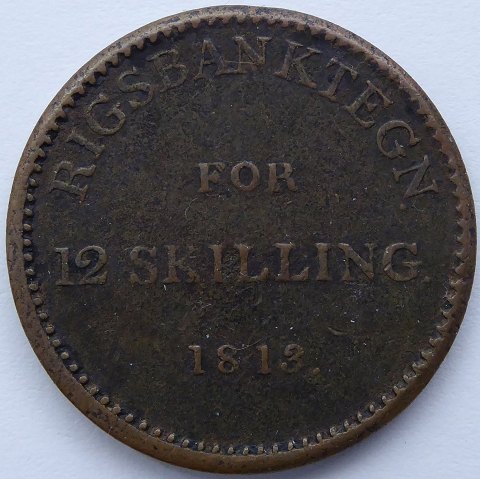 RIGSBANKTEGN.
FOR
12 SKILLING.
1813.